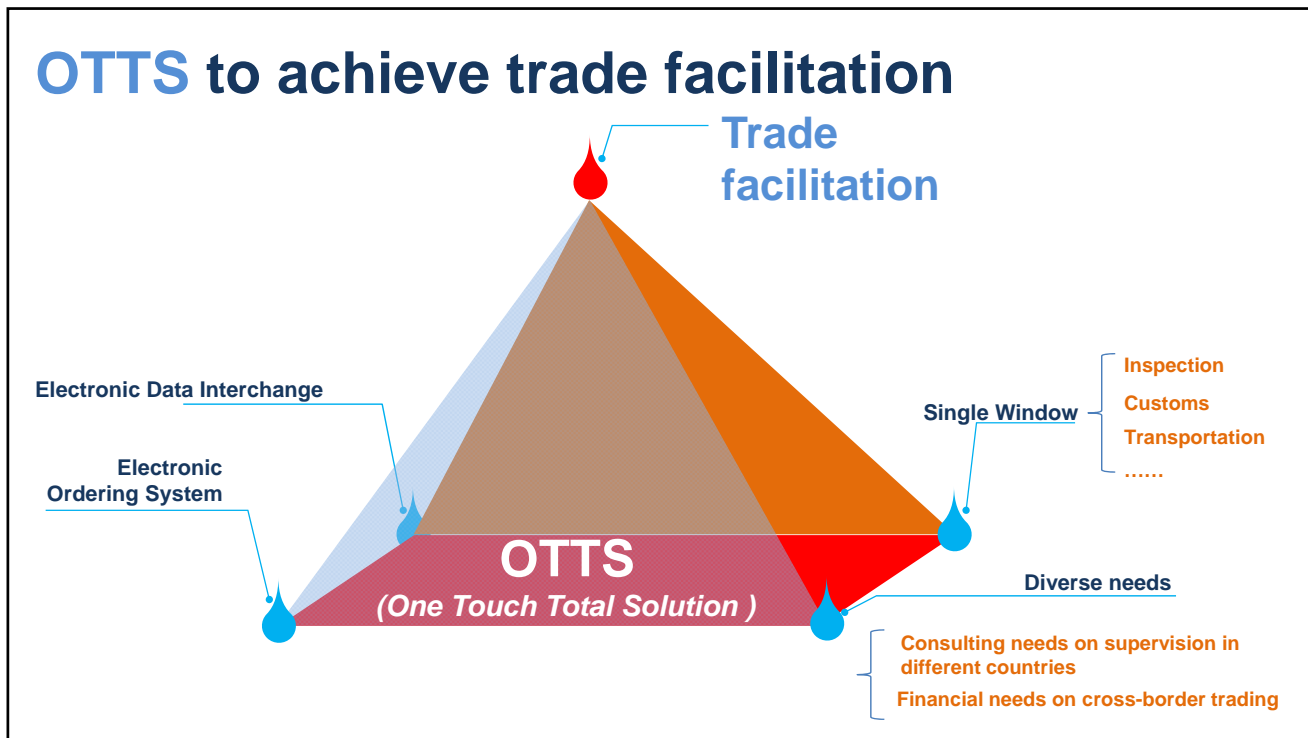 OTTS to achieve trade facilitation
Trade
facilitation
Electronic Data Interchange
Electronic
Ordering System
Single Window
Inspection
Customs
Transportation
......
OTTS
(One Touch Total Solution )
Diverse needs
Consulting needs on supervision in
different countries
Financial needs on cross-border trading